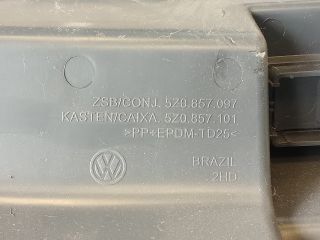 ZSB/CONJ. 5Z0.857.097
KASTEN/CAIXA. 5Z0.857.101
>PP+EPDM-TD25<
BRAZIL
2HD